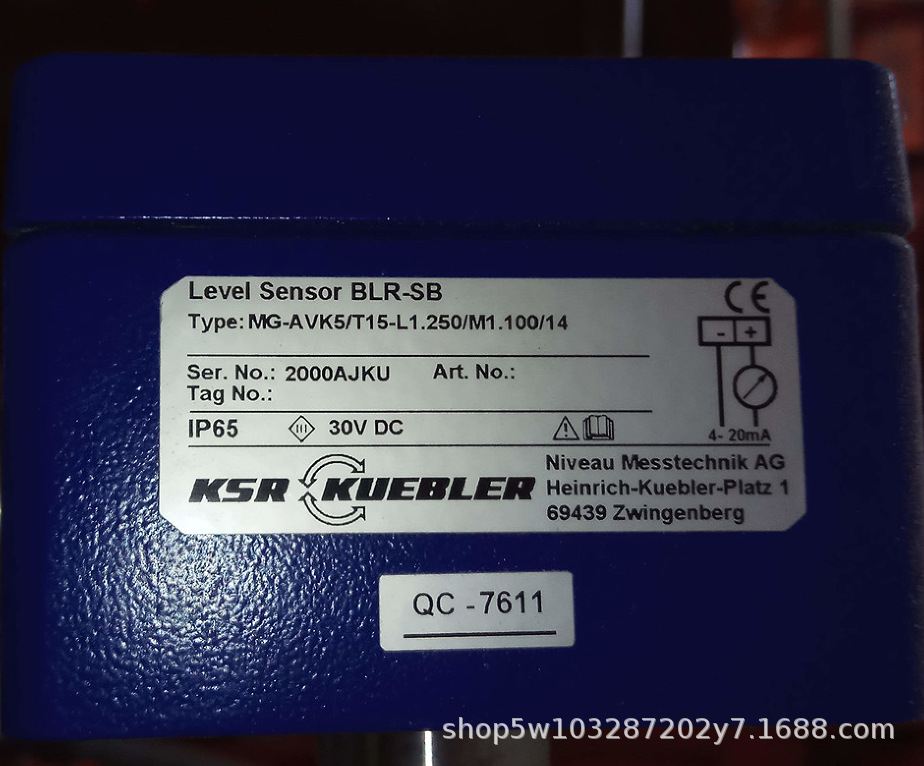 Level Sensor BLR-SB
Type: MG-AVK5/T15-L1.250/M1.100/14
Ser. No.: 2000AJKU Art. No.:
Tag No.:
IP65 30V DC
CE
- +
4- 20mA
KSR KUEBLER
Niveau Messtechnik AG
Heinrich-Kuebler-Platz 1
69439 Zwingenberg
QC -7611
shop5w103287202y7.1688.com